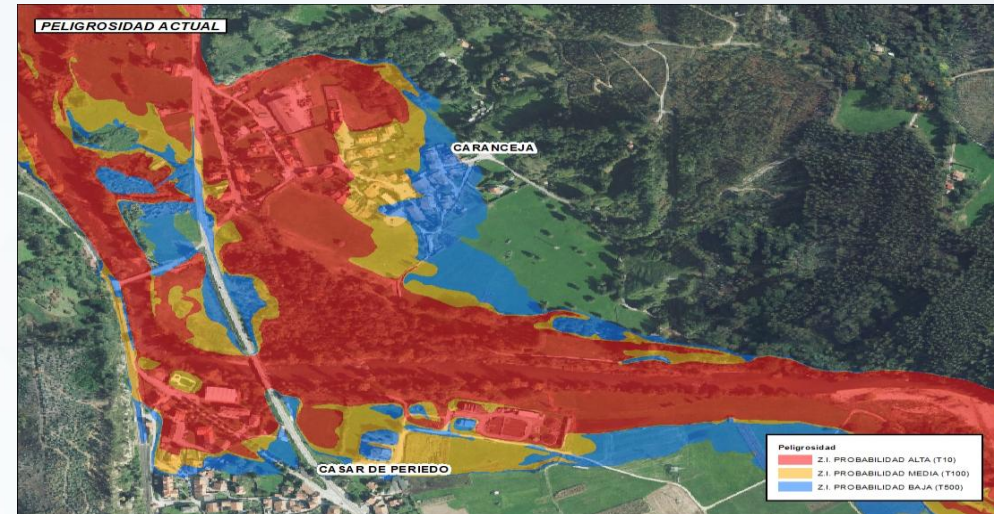 PELIGROSIDAD ACTUAL
CARANCEJA
CASAR DE PERIEDO
Peligrosidad
Z.I. PROBABILIDAD ALTA (T10)
Z.I. PROBABILIDAD MEDIA (T100)
Z.I. PROBABILIDAD BAJA (T500)